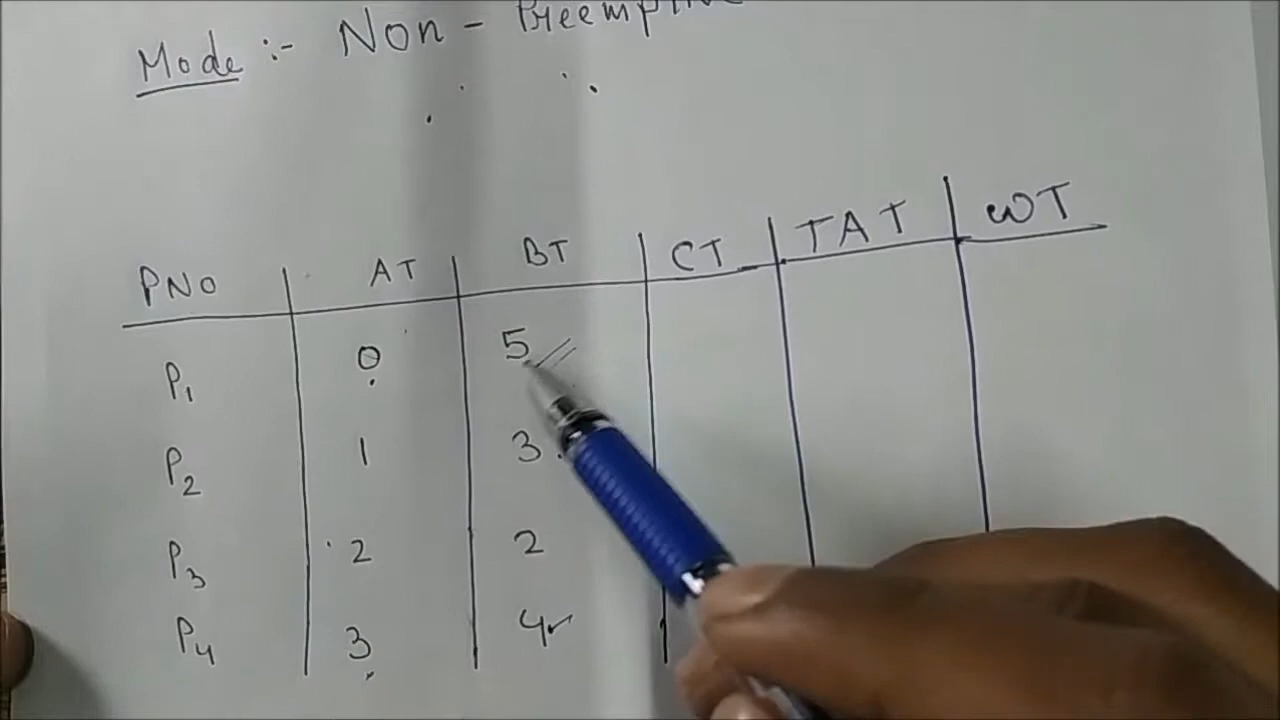 Mode :- Non - Preemptive
PNO AT BT CT TAT WT
P1 0 5
P2 1 3
P3 2 2
P4 3 4